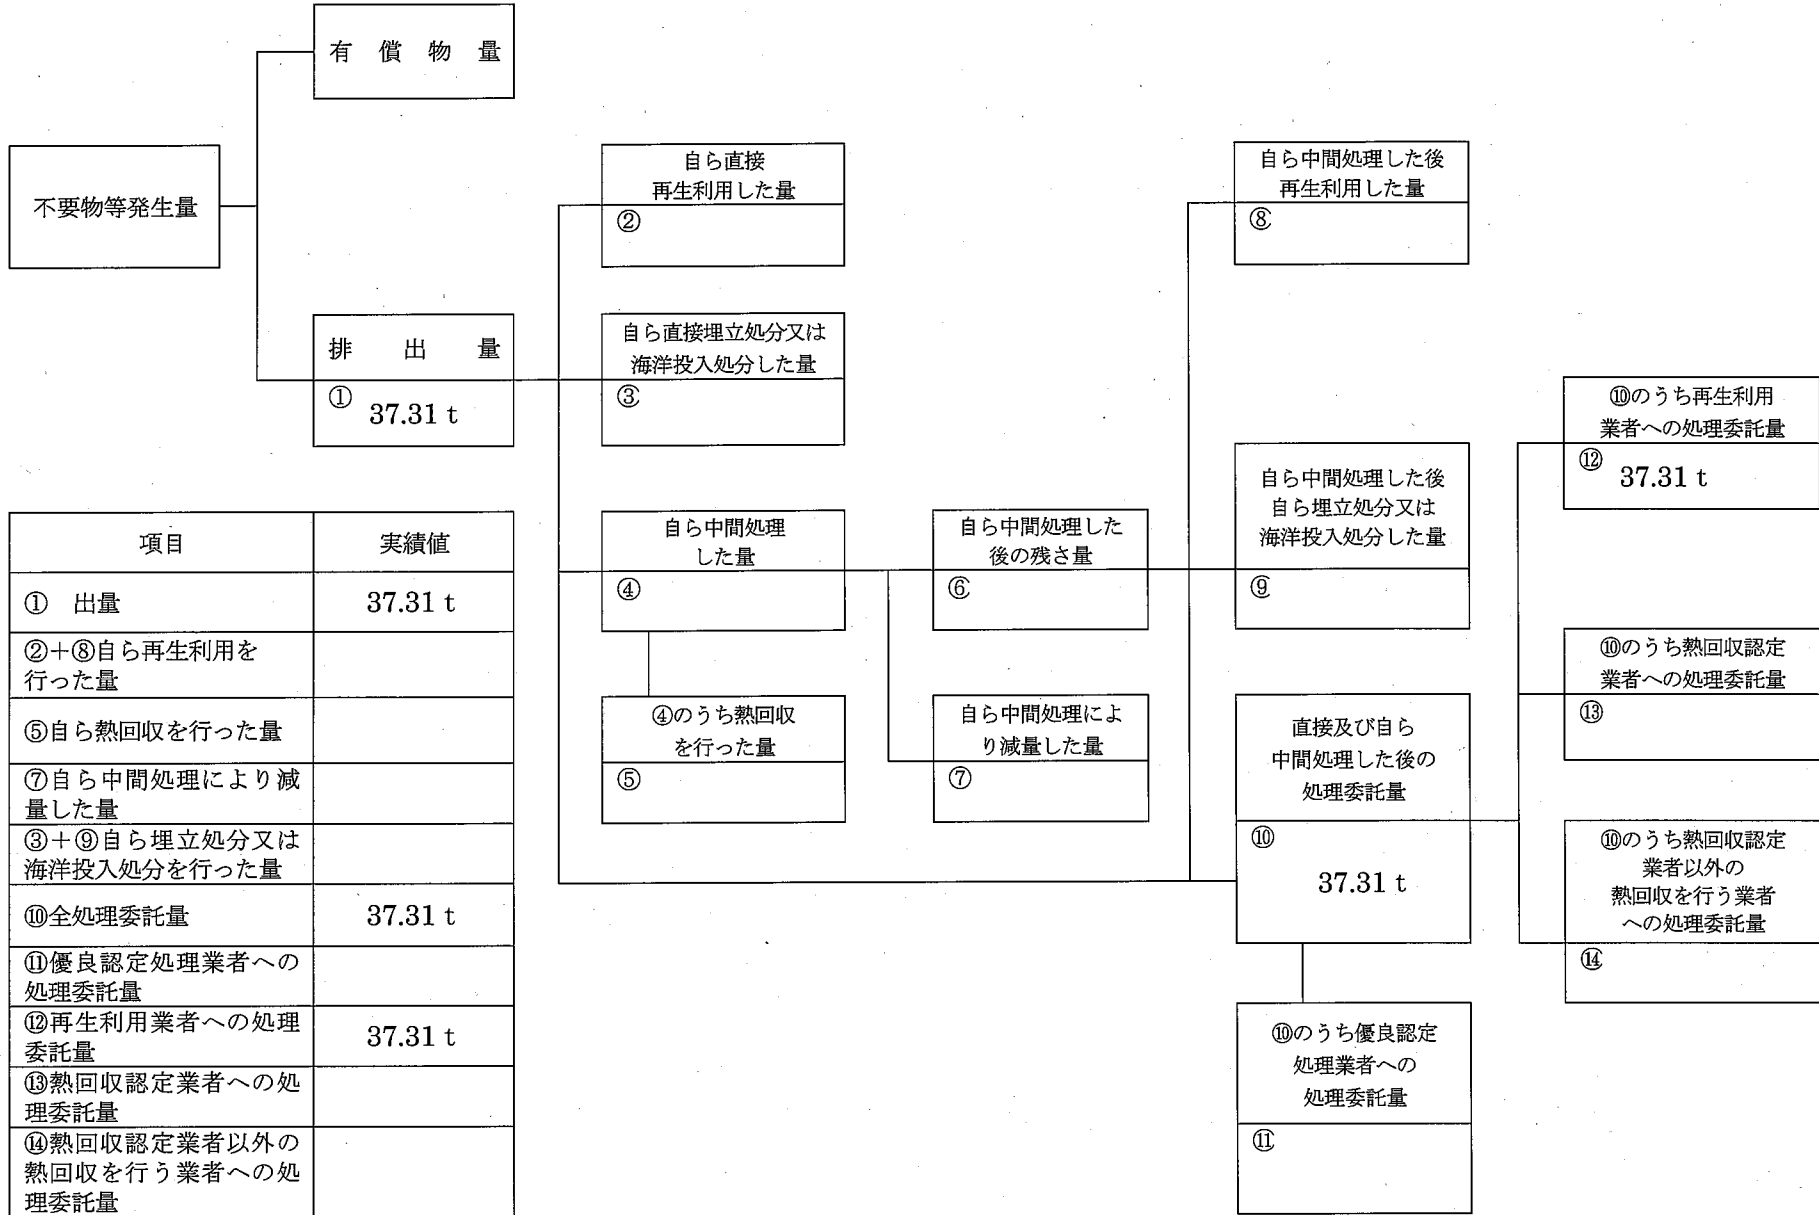 有償物量
不要物等発生量
排出量
① 37.31 t
自ら直接
再生利用した量
②
自ら直接埋立処分又は
海洋投入処分した量
③
自ら中間処理
した量
④
④のうち熱回収
を行った量
⑤
自ら中間処理した
後の残さ量
⑥
自ら中間処理によ
り減量した量
⑦
自ら中間処理した後
再生利用した量
⑧
自ら中間処理した後
自ら埋立処分又は
海洋投入処分した量
⑨
直接及び自ら
中間処理した後の
処理委託量
⑩
37.31 t
⑩のうち優良認定
処理業者への
処理委託量
⑪
⑩のうち再生利用
業者への処理委託量
⑫ 37.31 t
⑩のうち熱回収認定
業者への処理委託量
⑬
⑩のうち熱回収認定
業者以外の
熱回収を行う業者
への処理委託量
⑭
項目 実績値
① 出量 37.31 t
②+⑧自ら再生利用を
行った量
⑤自ら熱回収を行った量
⑦自ら中間処理により減
量した量
③+⑨自ら埋立処分又は
海洋投入処分を行った量
⑩全処理委託量 37.31 t
⑪優良認定処理業者への
処理委託量
⑫再生利用業者への処理
委託量 37.31 t
⑬熱回収認定業者への処
理委託量
⑭熱回収認定業者以外の
熱回収を行う業者への処
理委託量